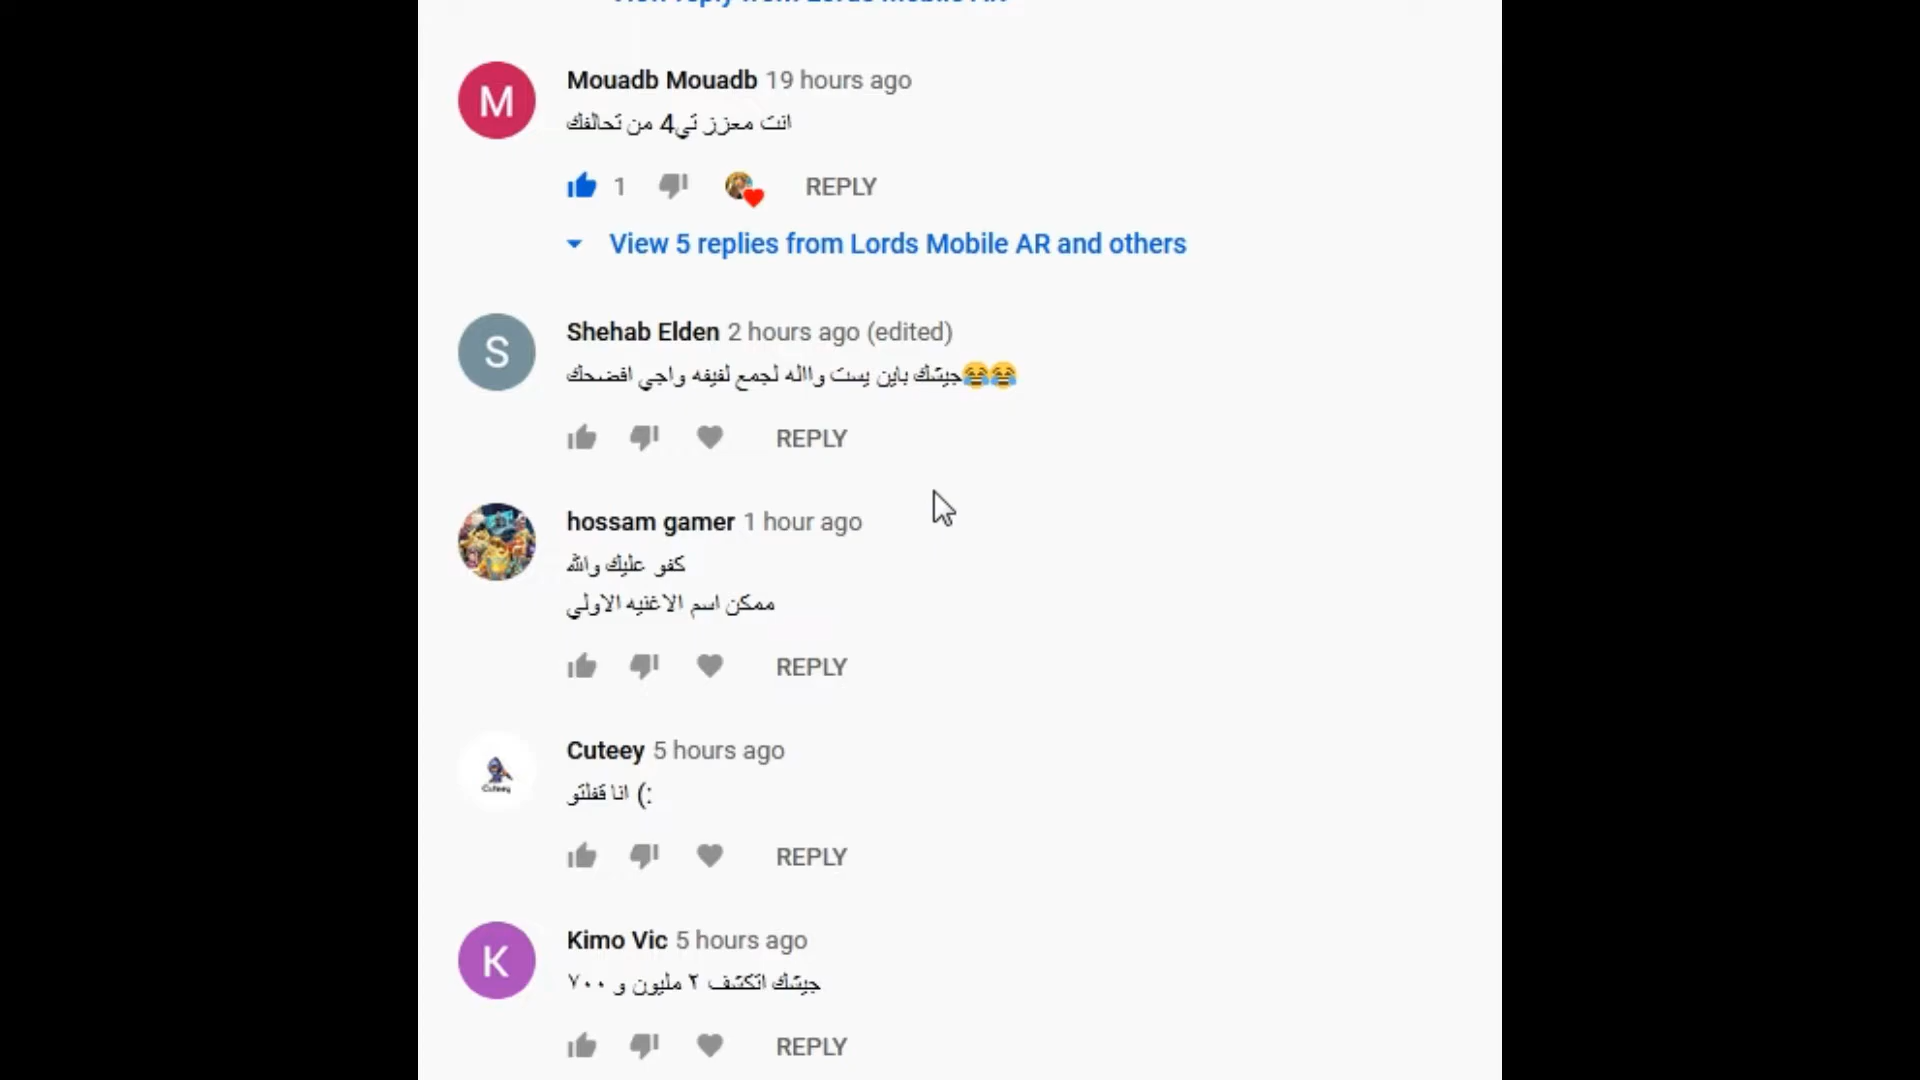 Mouadb Mouadb 19 hours ago
انت معزز تي4 من تحالفك
1 REPLY
View 5 replies from Lords Mobile AR and others
S
Shehab Elden 2 hours ago (edited)
😂😂جيشك باين يست واالله لجمع لفيفه واجي افضحك
REPLY
hossam gamer 1 hour ago
كفو عليك والله
ممكن اسم الاغنيه الاولي
REPLY
Cuteey 5 hours ago
Cuteey
انا قفلتو (:
REPLY
K
Kimo Vic 5 hours ago
جيشك اتكشف ٢ مليون و ٧٠٠
REPLY
M